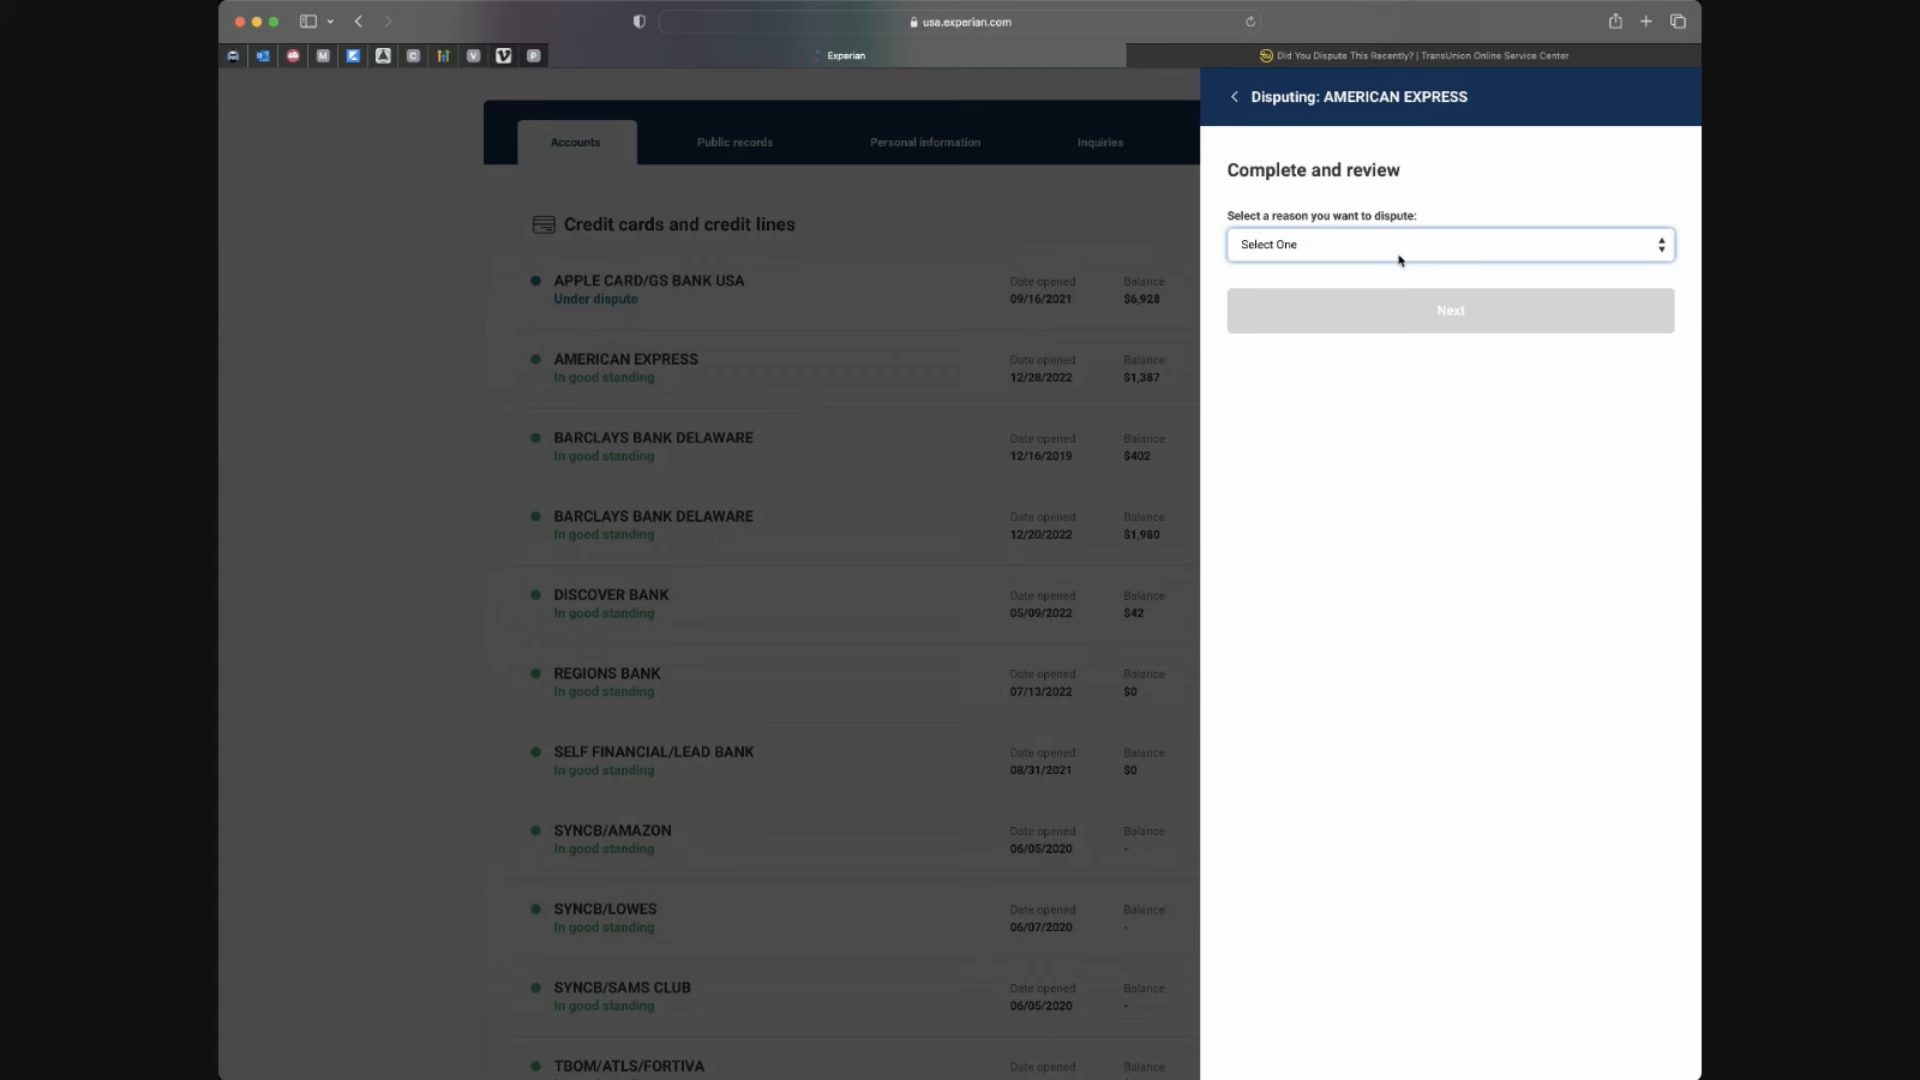 usa.experian.com
M
C
V
P
Experian
Did You Dispute This Recently? | TransUnion Online Service Center
Disputing: AMERICAN EXPRESS
Accounts
Public records
Personal information
Inquiries
Complete and review
Select a reason you want to dispute:
Select One
Next
Credit cards and credit lines
APPLE CARD/GS BANK USA
Under dispute
Date opened
09/16/2021
Balance
$6,928
AMERICAN EXPRESS
In good standing
Date opened
12/28/2022
Balance
$1,387
BARCLAYS BANK DELAWARE
In good standing
Date opened
12/16/2019
Balance
$402
BARCLAYS BANK DELAWARE
In good standing
Date opened
12/20/2022
Balance
$1,980
DISCOVER BANK
In good standing
Date opened
05/09/2022
Balance
$42
REGIONS BANK
In good standing
Date opened
07/13/2022
Balance
$0
SELF FINANCIAL/LEAD BANK
In good standing
Date opened
08/31/2021
Balance
$0
SYNCB/AMAZON
In good standing
Date opened
06/05/2020
Balance
-
SYNCB/LOWES
In good standing
Date opened
06/07/2020
Balance
-
SYNCB/SAMS CLUB
In good standing
Date opened
06/05/2020
Balance
-
TBOM/ATLS/FORTIVA
Date opened
Balance